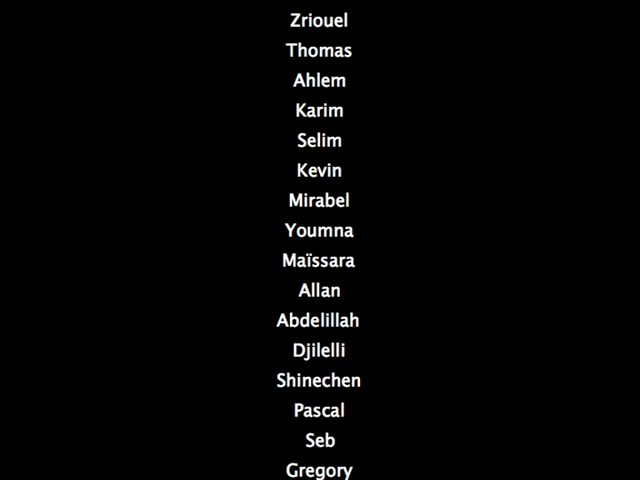 Zriouel
Thomas
Ahlem
Karim
Selim
Kevin
Mirabel
Youmna
Maïssara
Allan
Abdelillah
Djilelli
Shinechen
Pascal
Seb
Gregory